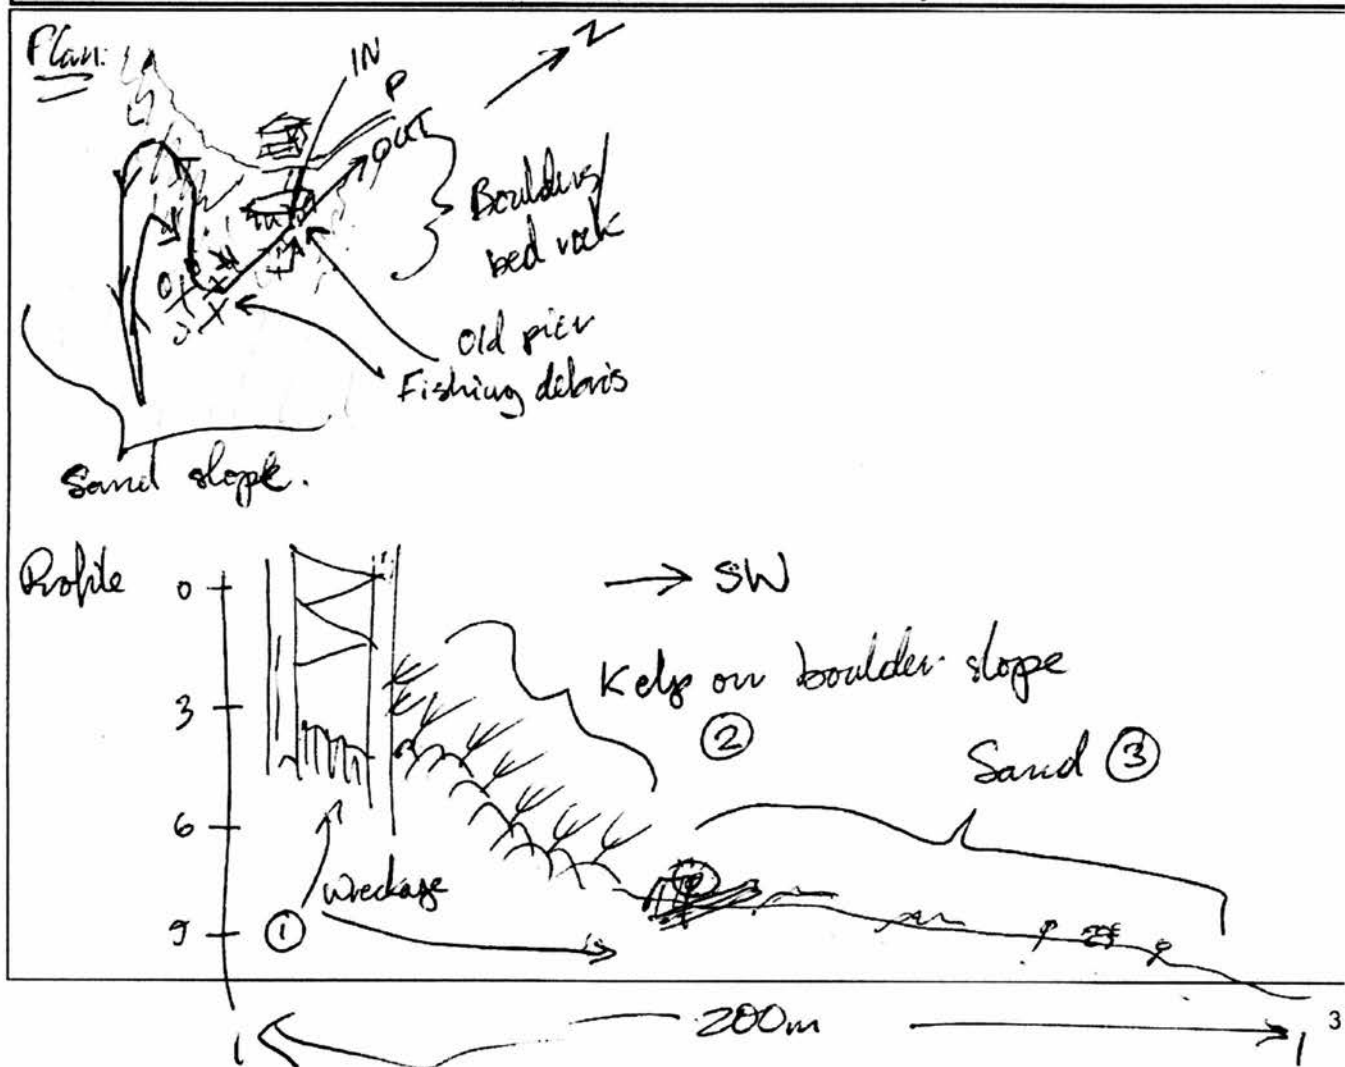 Plan:
IN
P
OUT
N
Boulders/
bed rock
Old pier
Fishing debris
Sand slope.
Profile
0
3
6
9
→ SW
Kelp on boulder slope
②
Sand ③
Wreckage
①
200m
3